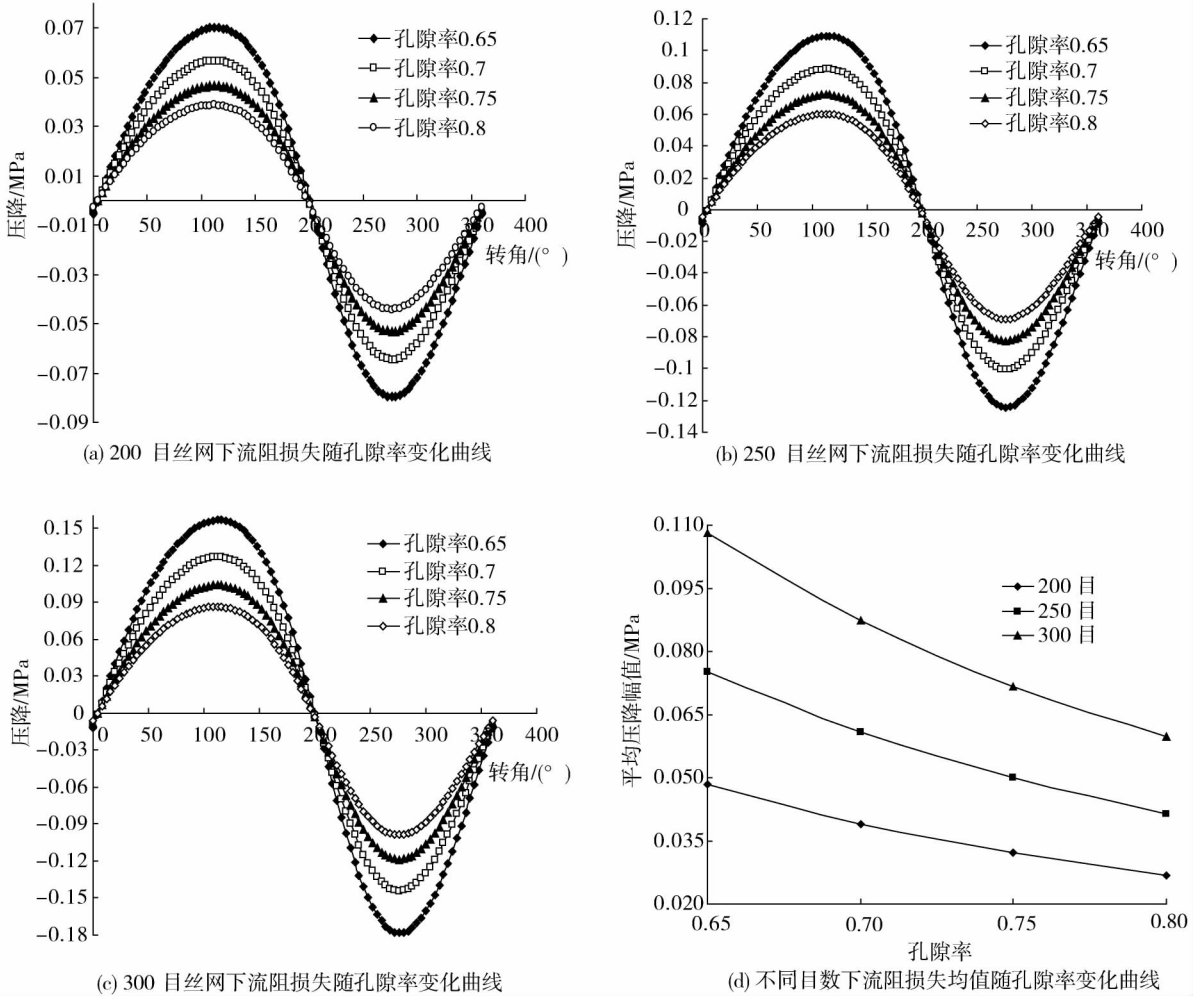 0.07
0.05
0.03
0.01
-0.01
-0.03
-0.05
-0.07
-0.09
压降/MPa
0 50 100 150 200 250 300 350 400
转角/(° )
孔隙率0.65
孔隙率0.7
孔隙率0.75
孔隙率0.8
(a) 200 目丝网下流阻损失随孔隙率变化曲线
0.12
0.1
0.08
0.06
0.04
0.02
0
-0.02
-0.04
-0.06
-0.08
-0.1
-0.12
-0.14
压降/MPa
0 50 100 150 200 250 300 350 400
转角/(° )
孔隙率0.65
孔隙率0.7
孔隙率0.75
孔隙率0.8
(b) 250 目丝网下流阻损失随孔隙率变化曲线
0.15
0.12
0.09
0.06
0.03
0
-0.03
-0.06
-0.09
-0.12
-0.15
-0.18
压降/MPa
0 50 100 150 200 250 300 350 400
转角/(° )
孔隙率0.65
孔隙率0.7
孔隙率0.75
孔隙率0.8
(c) 300 目丝网下流阻损失随孔隙率变化曲线
0.110
0.095
0.080
0.065
0.050
0.035
0.020
平均压降幅值/MPa
200 目
250 目
300 目
0.65 0.70 0.75 0.80
孔隙率
(d) 不同目数下流阻损失均值随孔隙率变化曲线